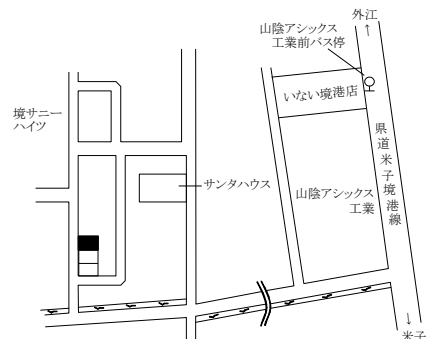 外江
↑
山陰アシックス
工業前バス停
いない境港店
境サニー
ハイツ
サンタハウス
山陰アシックス
工業
県道米子境港線
↓
米子